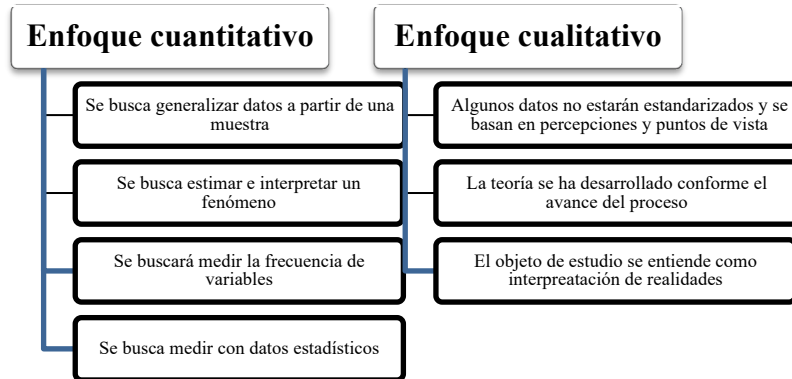 Enfoque cuantitativo
Se busca generalizar datos a partir de una
muestra
Se busca estimar e interpretar un
fenómeno
Se buscará medir la frecuencia de
variables
Se busca medir con datos estadísticos
Enfoque cualitativo
Algunos datos no estarán estandarizados y se
basan en percepciones y puntos de vista
La teoría se ha desarrollado conforme el
avance del proceso
El objeto de estudio se entiende como
interpreatación de realidades